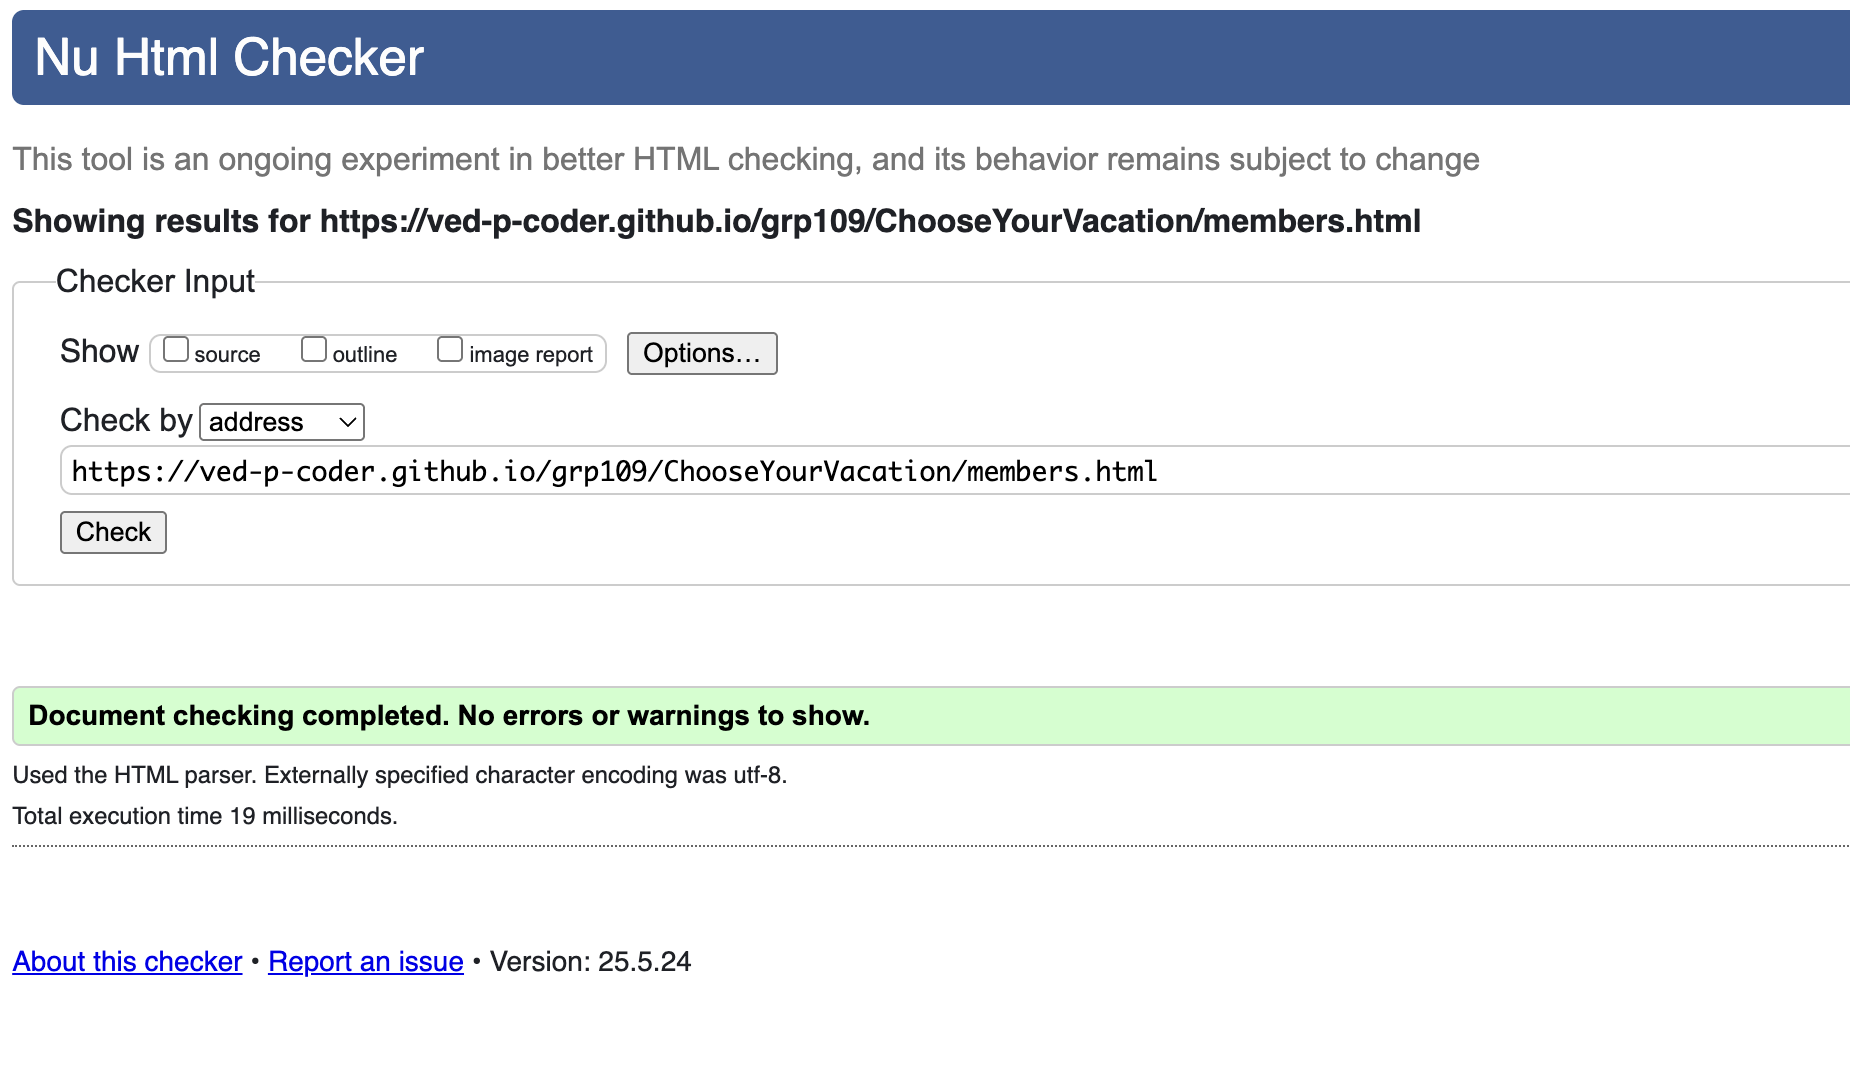 Nu Html Checker
This tool is an ongoing experiment in better HTML checking, and its behavior remains subject to change
Showing results for https://ved-p-coder.github.io/grp109/ChooseYourVacation/members.html
Checker Input
Show source outline image report Options…
Check by address
https://ved-p-coder.github.io/grp109/ChooseYourVacation/members.html
Check
Document checking completed. No errors or warnings to show.
Used the HTML parser. Externally specified character encoding was utf-8.
Total execution time 19 milliseconds.
About this checker • Report an issue • Version: 25.5.24